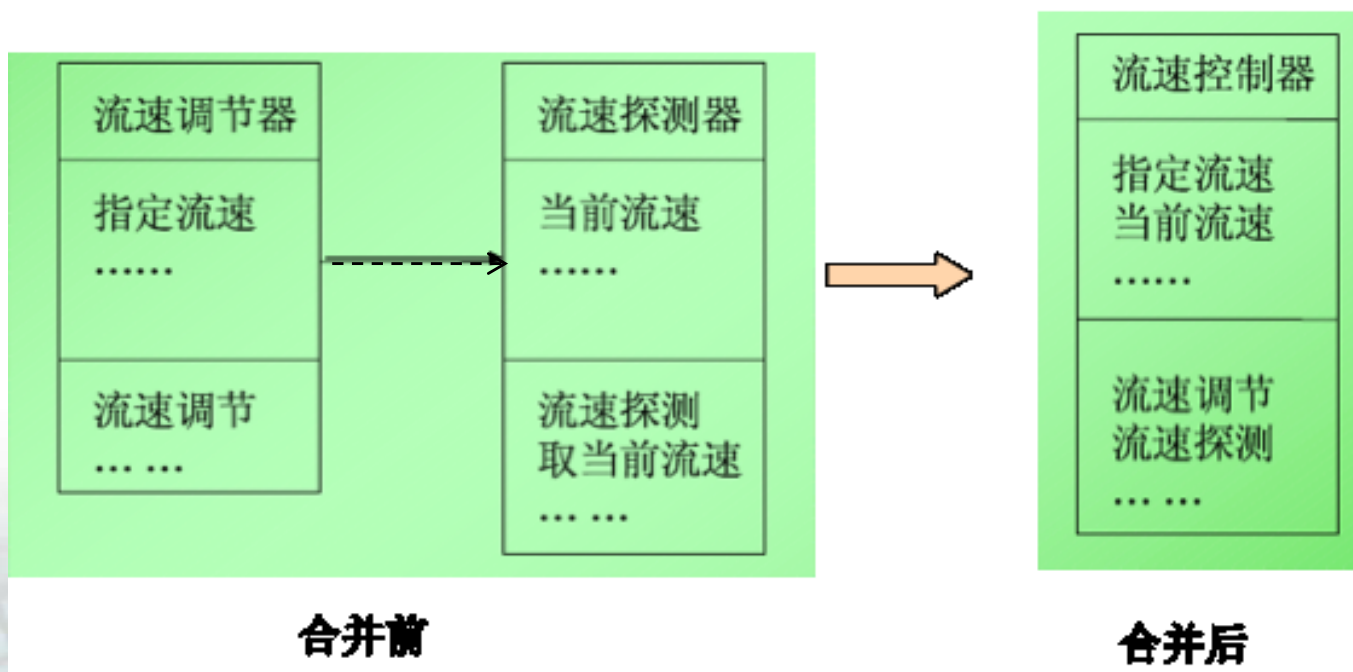 流速调节器
指定流速
……
流速调节
… …
流速探测器
当前流速
……
流速探测
取当前流速
… …
合并前
流速控制器
指定流速
当前流速
……
流速调节
流速探测
… …
合并后